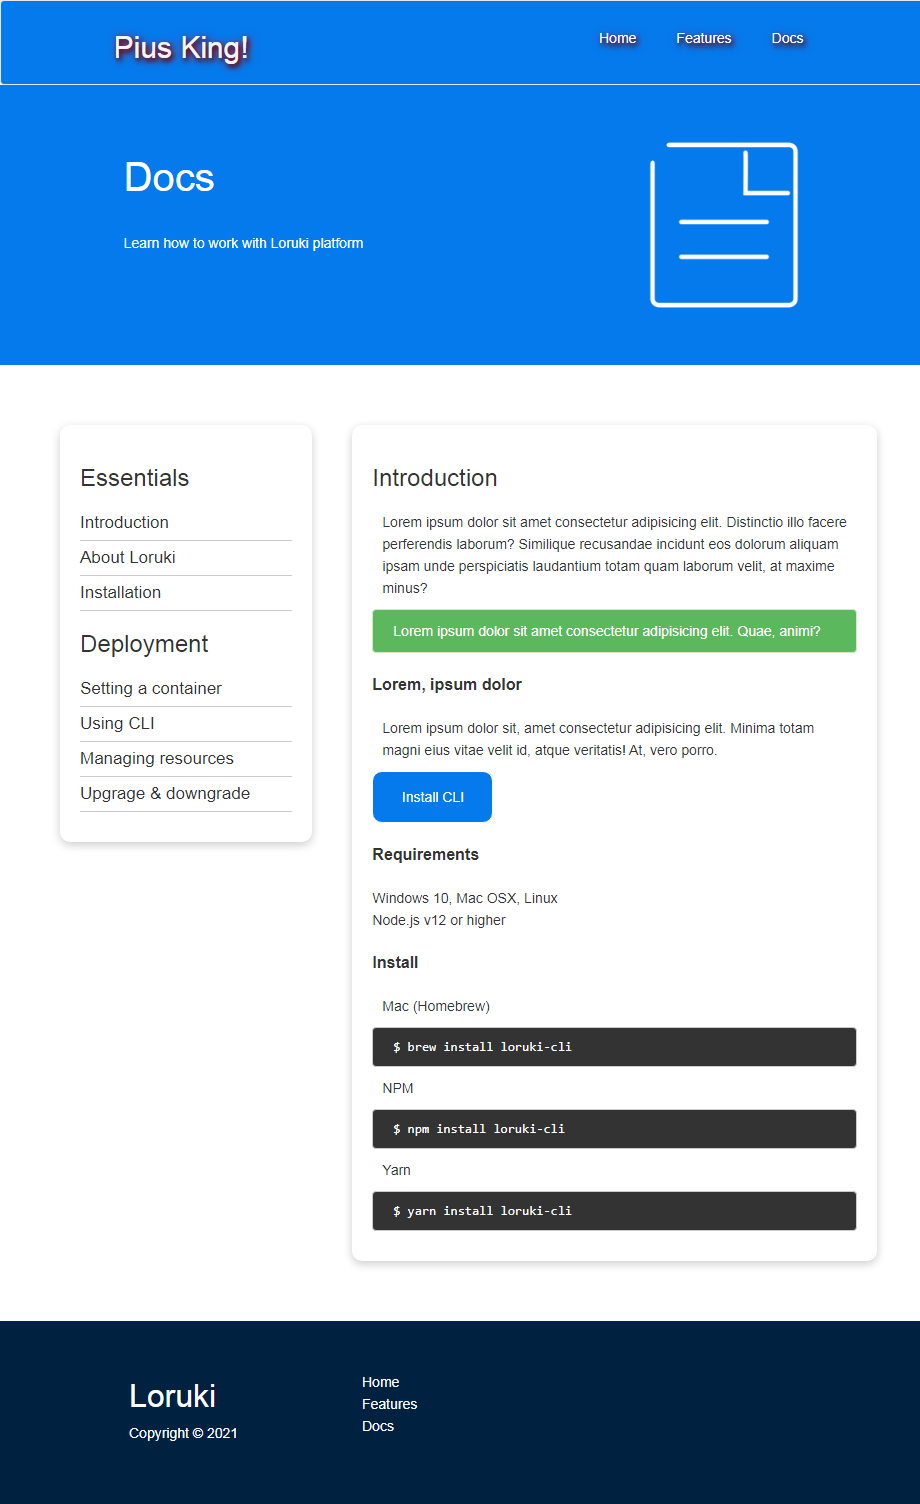 Pius King!
Home
Features
Docs
Docs
Learn how to work with Loruki platform
Essentials
Introduction
About Loruki
Installation
Deployment
Setting a container
Using CLI
Managing resources
Upgrage & downgrade
Introduction
Lorem ipsum dolor sit amet consectetur adipisicing elit. Distinctio illo facere
perferendis laborum? Similique recusandae incidunt eos dolorum aliquam
ipsam unde perspiciatis laudantium totam quam laborum velit, at maxime
minus?
Lorem ipsum dolor sit amet consectetur adipisicing elit. Quae, animi?
Lorem, ipsum dolor
Lorem ipsum dolor sit, amet consectetur adipisicing elit. Minima totam
magni eius vitae velit id, atque veritatis! At, vero porro.
Install CLI
Requirements
Windows 10, Mac OSX, Linux
Node.js v12 or higher
Install
Mac (Homebrew)
$ brew install loruki-cli
NPM
$ npm install loruki-cli
Yarn
$ yarn install loruki-cli
Loruki
Copyright © 2021
Home
Features
Docs